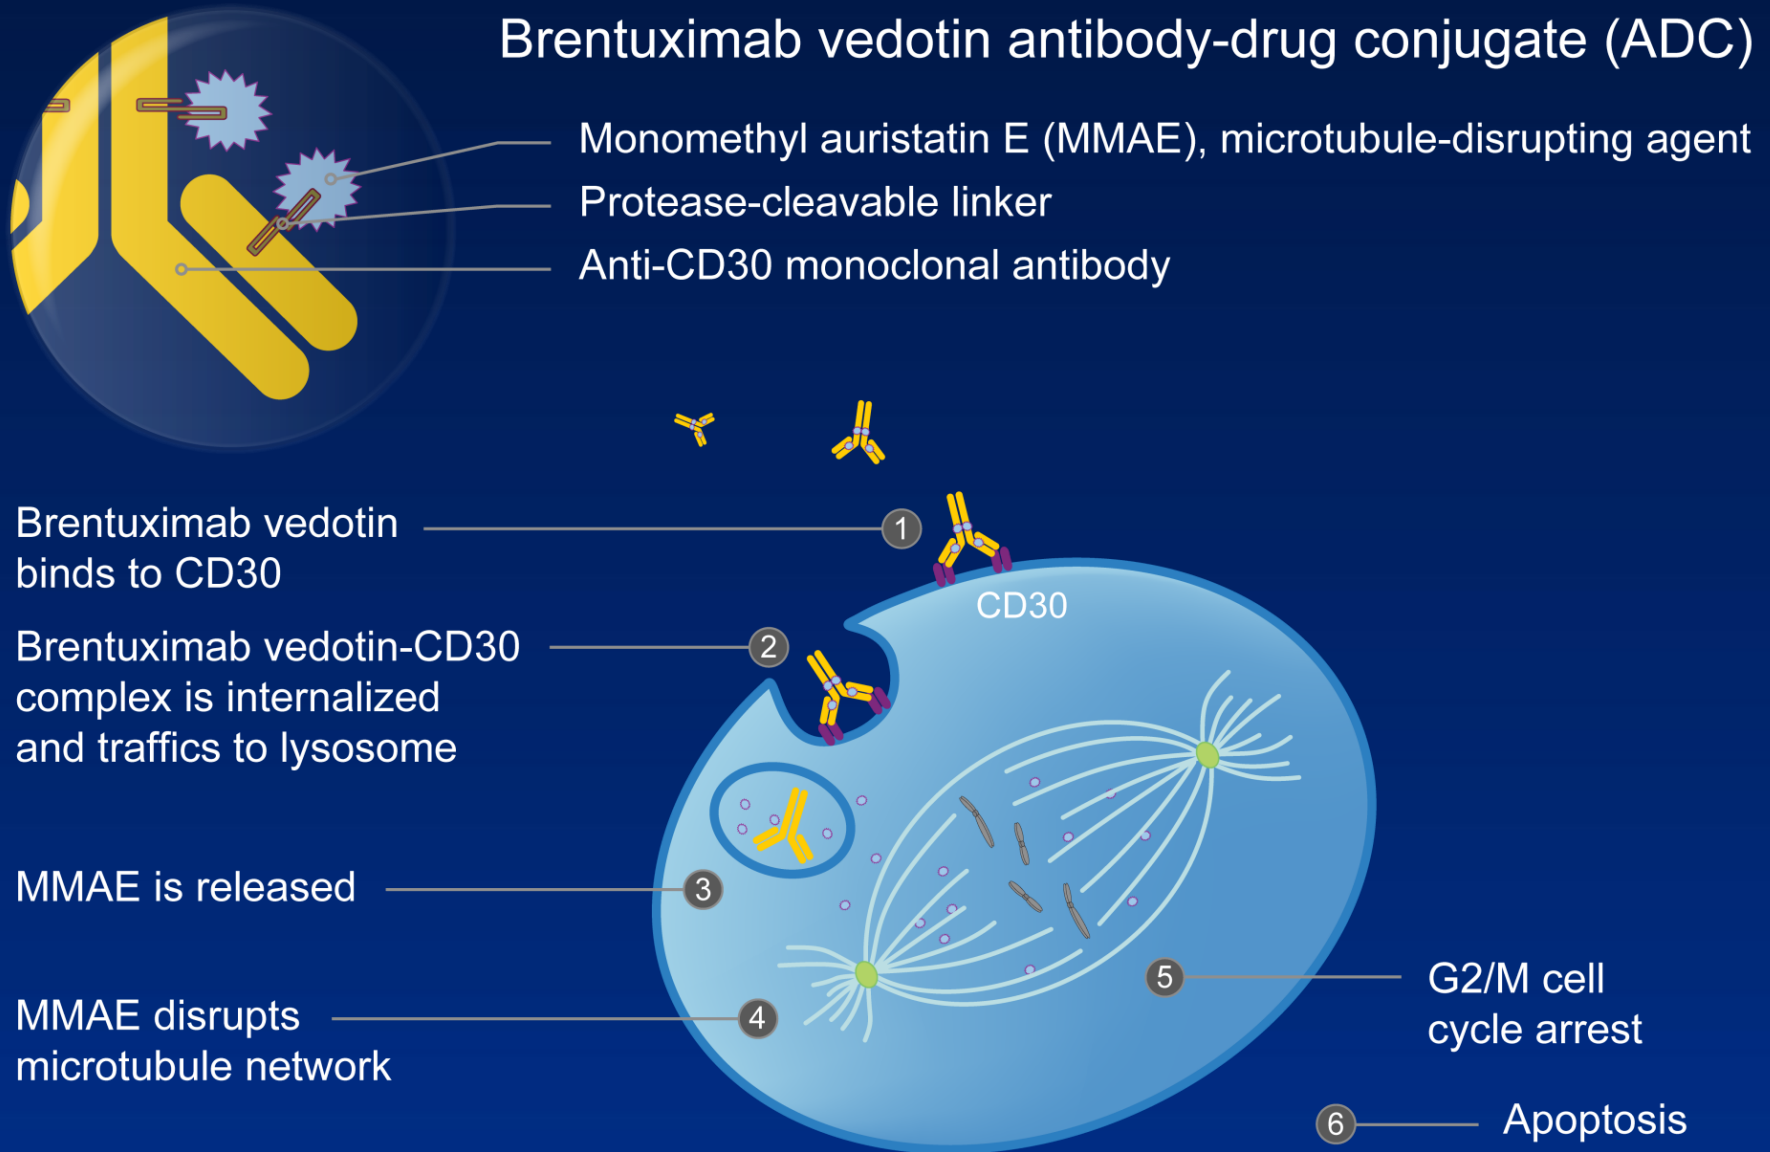 Brentuximab vedotin antibody-drug conjugate (ADC)
Monomethyl auristatin E (MMAE), microtubule-disrupting agent
Protease-cleavable linker
Anti-CD30 monoclonal antibody
Brentuximab vedotin
binds to CD30
1
CD30
Brentuximab vedotin-CD30
complex is internalized
and traffics to lysosome
2
MMAE is released
3
MMAE disrupts
microtubule network
4
5
G2/M cell
cycle arrest
6
Apoptosis